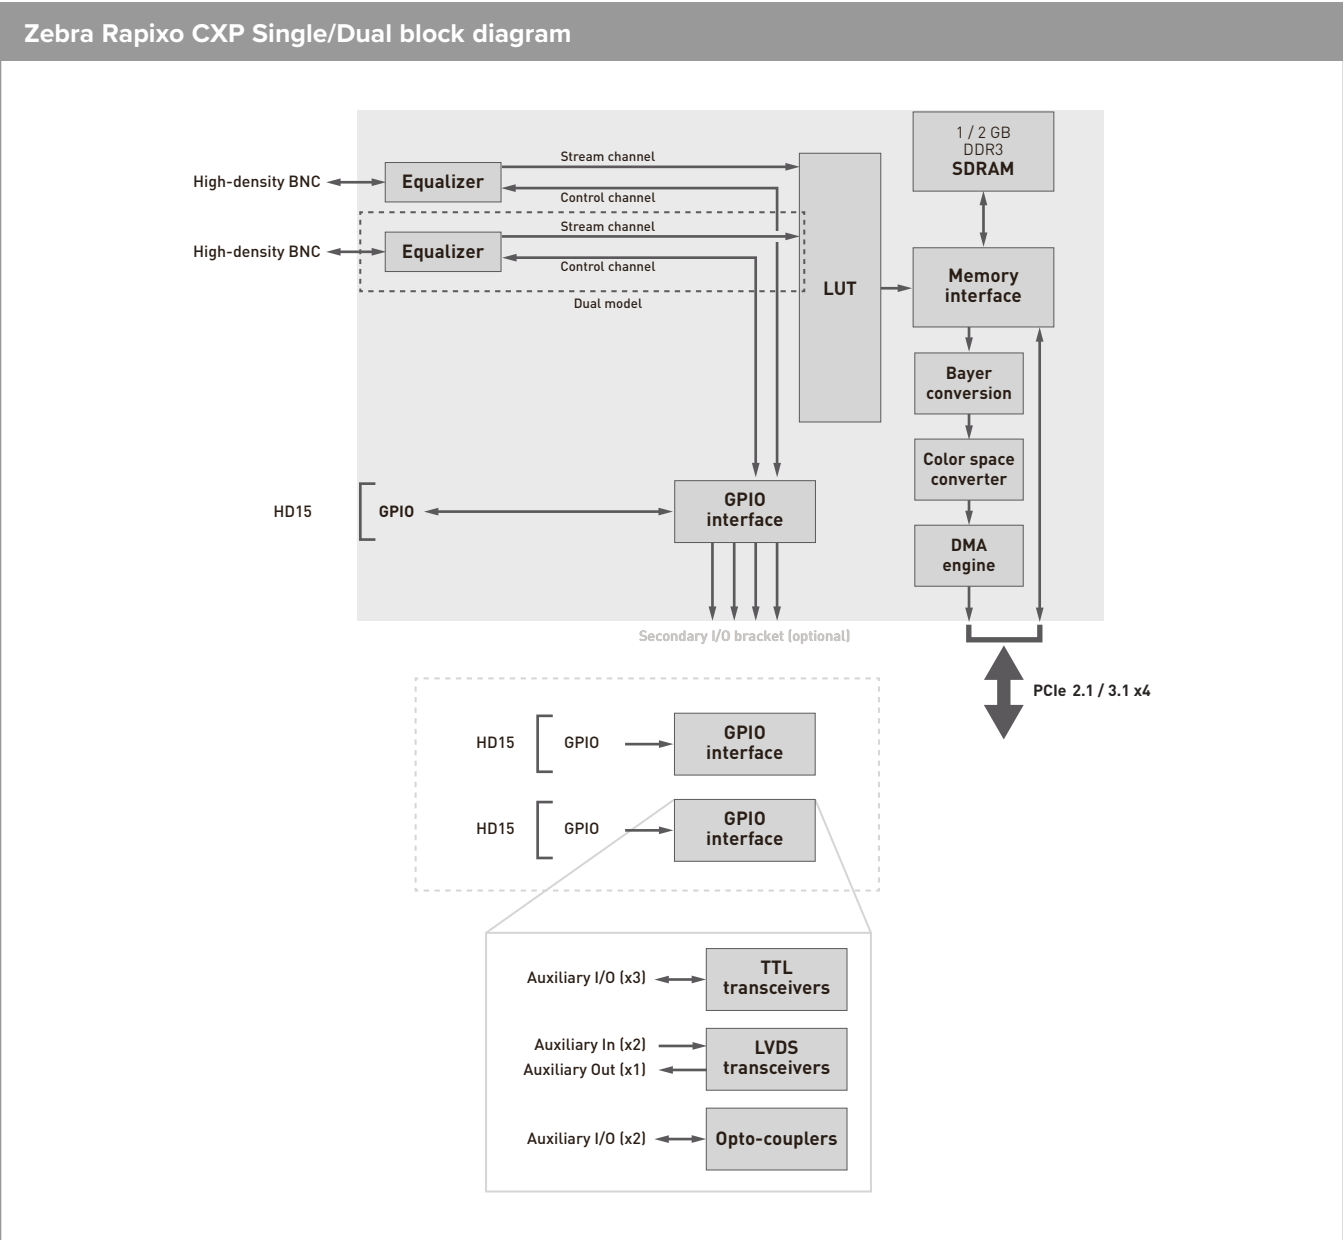 Zebra Rapixo CXP Single/Dual block diagram
1 / 2 GB
DDR3
SDRAM
High-density BNC
Equalizer
Stream channel
Control channel
High-density BNC
Equalizer
Stream channel
Control channel
Dual model
LUT
Memory
interface
Bayer
conversion
Color space
converter
DMA
engine
HD15
GPIO
GPIO
interface
Secondary I/O bracket (optional)
PCIe 2.1 / 3.1 x4
HD15
GPIO
GPIO
interface
HD15
GPIO
GPIO
interface
Auxiliary I/O (x3)
TTL
transceivers
Auxiliary In (x2)
Auxiliary Out (x1)
LVDS
transceivers
Auxiliary I/O (x2)
Opto-couplers